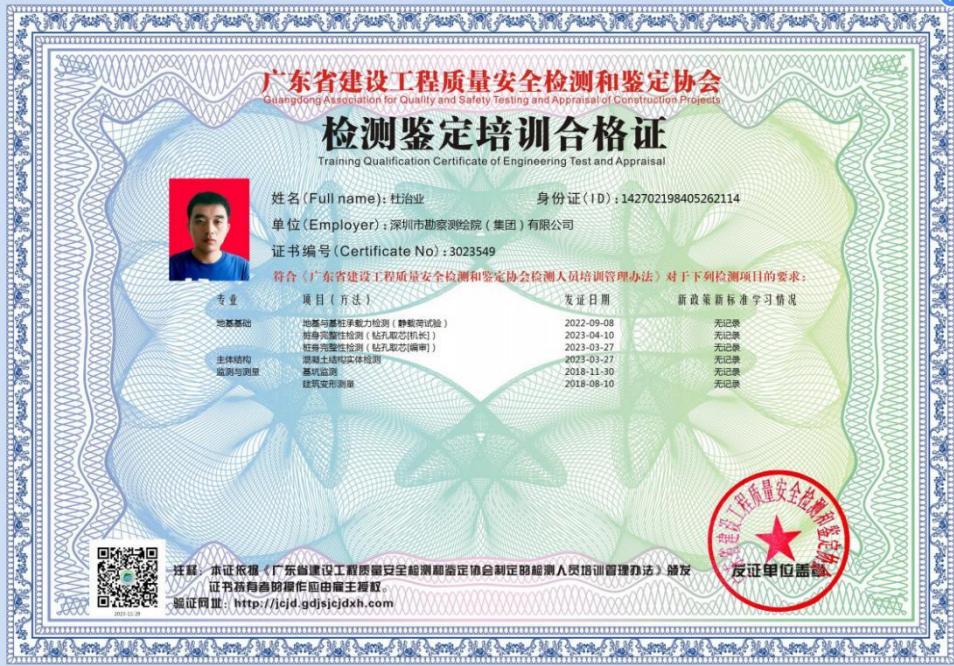 广东省建设工程质量安全检测和鉴定协会
Guangdong Association for Quality and Safety Testing and Appraisal of Construction Projects
检测鉴定培训合格证
Training Qualification Certificate of Engineering Test and Appraisal
姓名(Full name): 杜治业 身份证(ID): 142702198405262114
单位(Employer): 深圳市勘察测绘院（集团）有限公司
证书编号(Certificate No): 3023549
符合《广东省建设工程质量安全检测和鉴定协会检测人员培训管理办法》对于下列检测项目的要求:
专业 项目(方法) 发证日期 新政策新标准学习情况
地基基础 地基与基桩承载力检测（静载荷试验） 2022-09-08 无记录
桩身完整性检测（钻孔取芯[机长]） 2023-04-10 无记录
桩身完整性检测（钻孔取芯[编审]） 2023-03-27 无记录
主体结构 混凝土结构实体检测 2023-03-27 无记录
监测与测量 基坑监测 2018-11-30 无记录
建筑变形测量 2018-08-10 无记录
注释: 本证依据《广东省建设工程质量安全检测和鉴定协会制定的检测人员培训管理办法》颁发
证书持有者的操作应由雇主授权。
验证网址: http://jcjd.gdjsjcjdxh.com
建设工程质量安全检测和鉴定协会
发证单位盖章